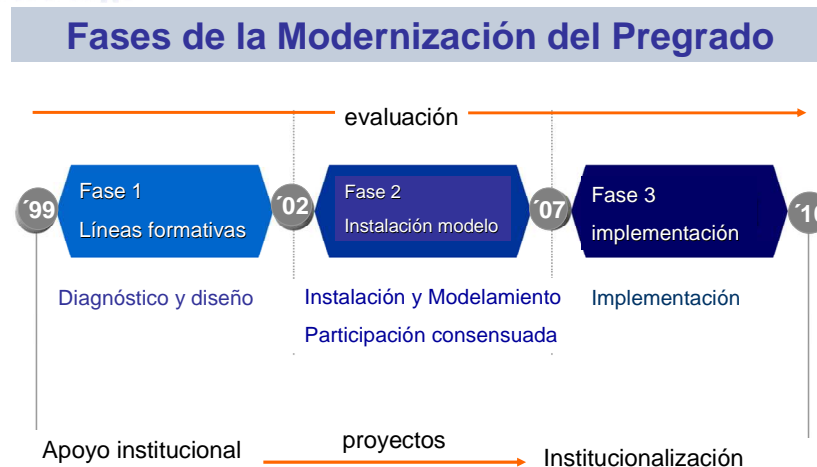 Fases de la Modernización del Pregrado
evaluación
´99
Fase 1
Líneas formativas
´02
Fase 2
Instalación modelo
´07
Fase 3
implementación
Diagnóstico y diseño
Instalación y Modelamiento
Participación consensuada
Implementación
Apoyo institucional
proyectos
Institucionalización